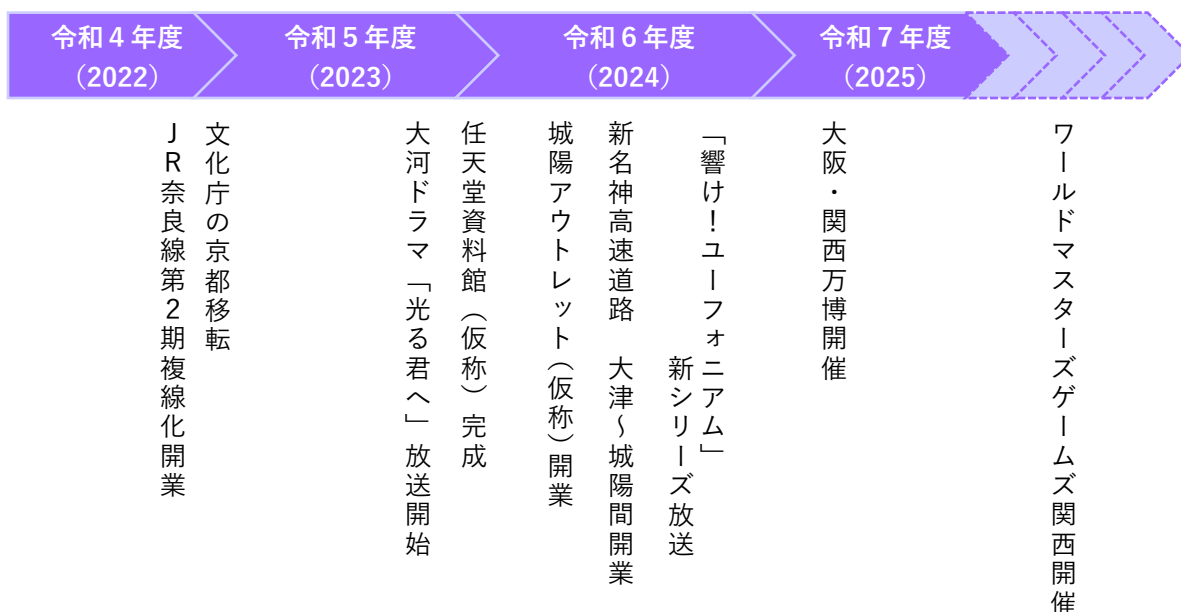 令和4年度
（2022）
令和5年度
（2023）
令和6年度
（2024）
令和7年度
（2025）
JR奈良線第2期複線化開業
文化庁の京都移転
大河ドラマ「光る君へ」放送開始
任天堂資料館（仮称）完成
城陽アウトレット（仮称）開業
新名神高速道路　大津～城陽間開業
「響け！ユーフォニアム」
新シリーズ放送
大阪・関西万博開催
ワールドマスターズゲームズ関西開催